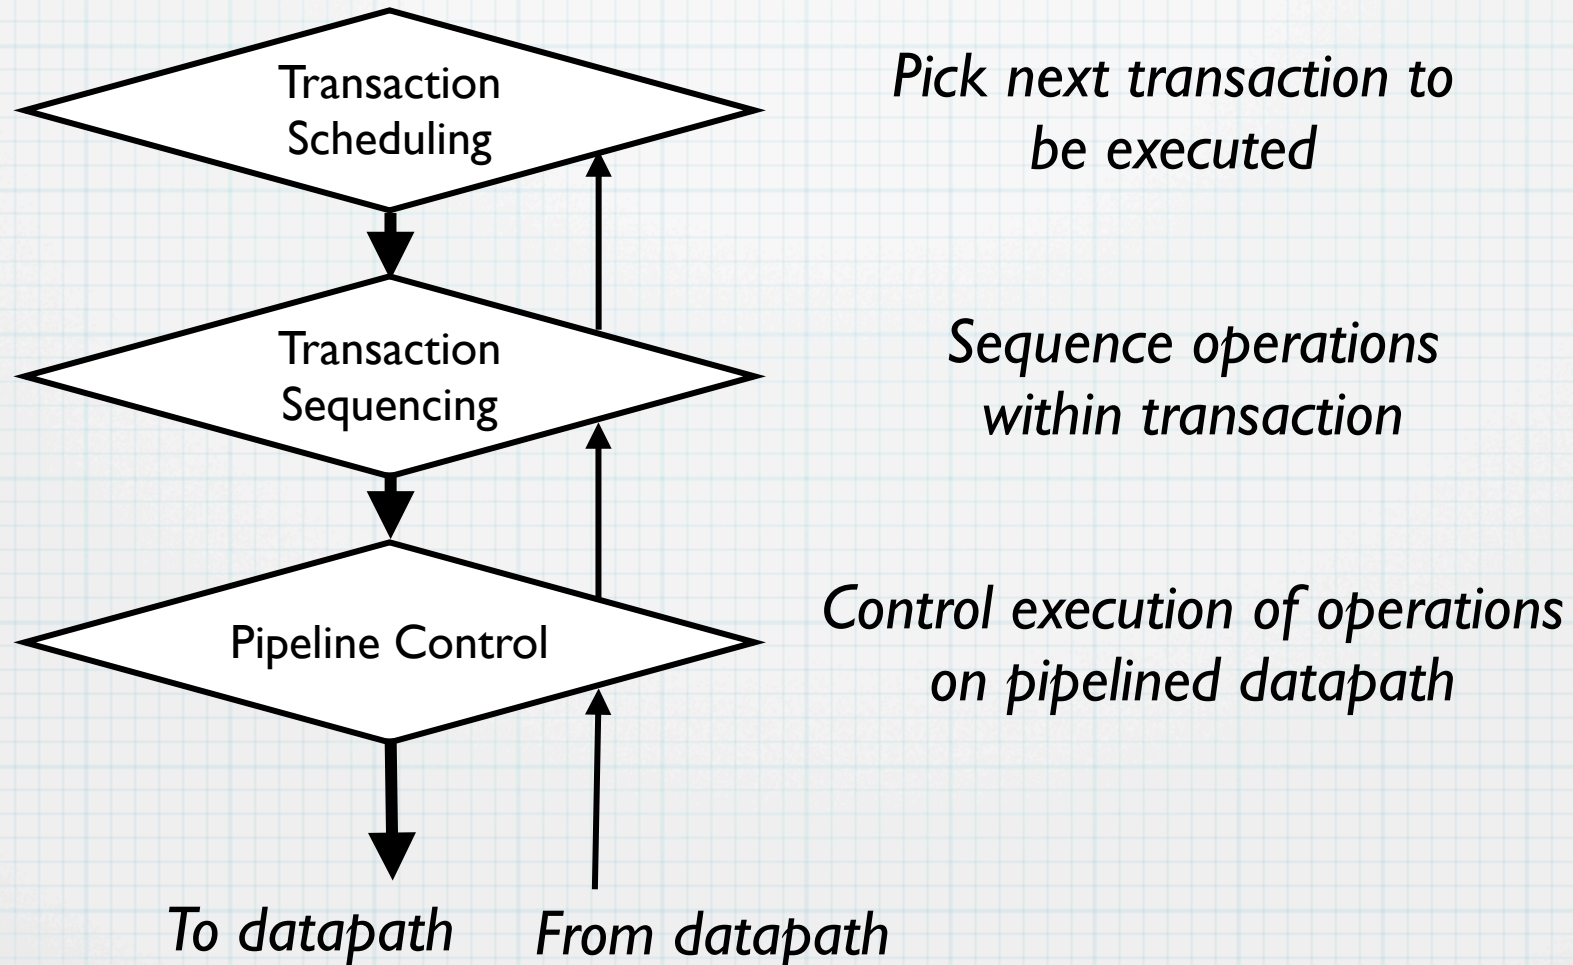 Transaction
Scheduling
Pick next transaction to
be executed
Transaction
Sequencing
Sequence operations
within transaction
Pipeline Control
Control execution of operations
on pipelined datapath
To datapath
From datapath